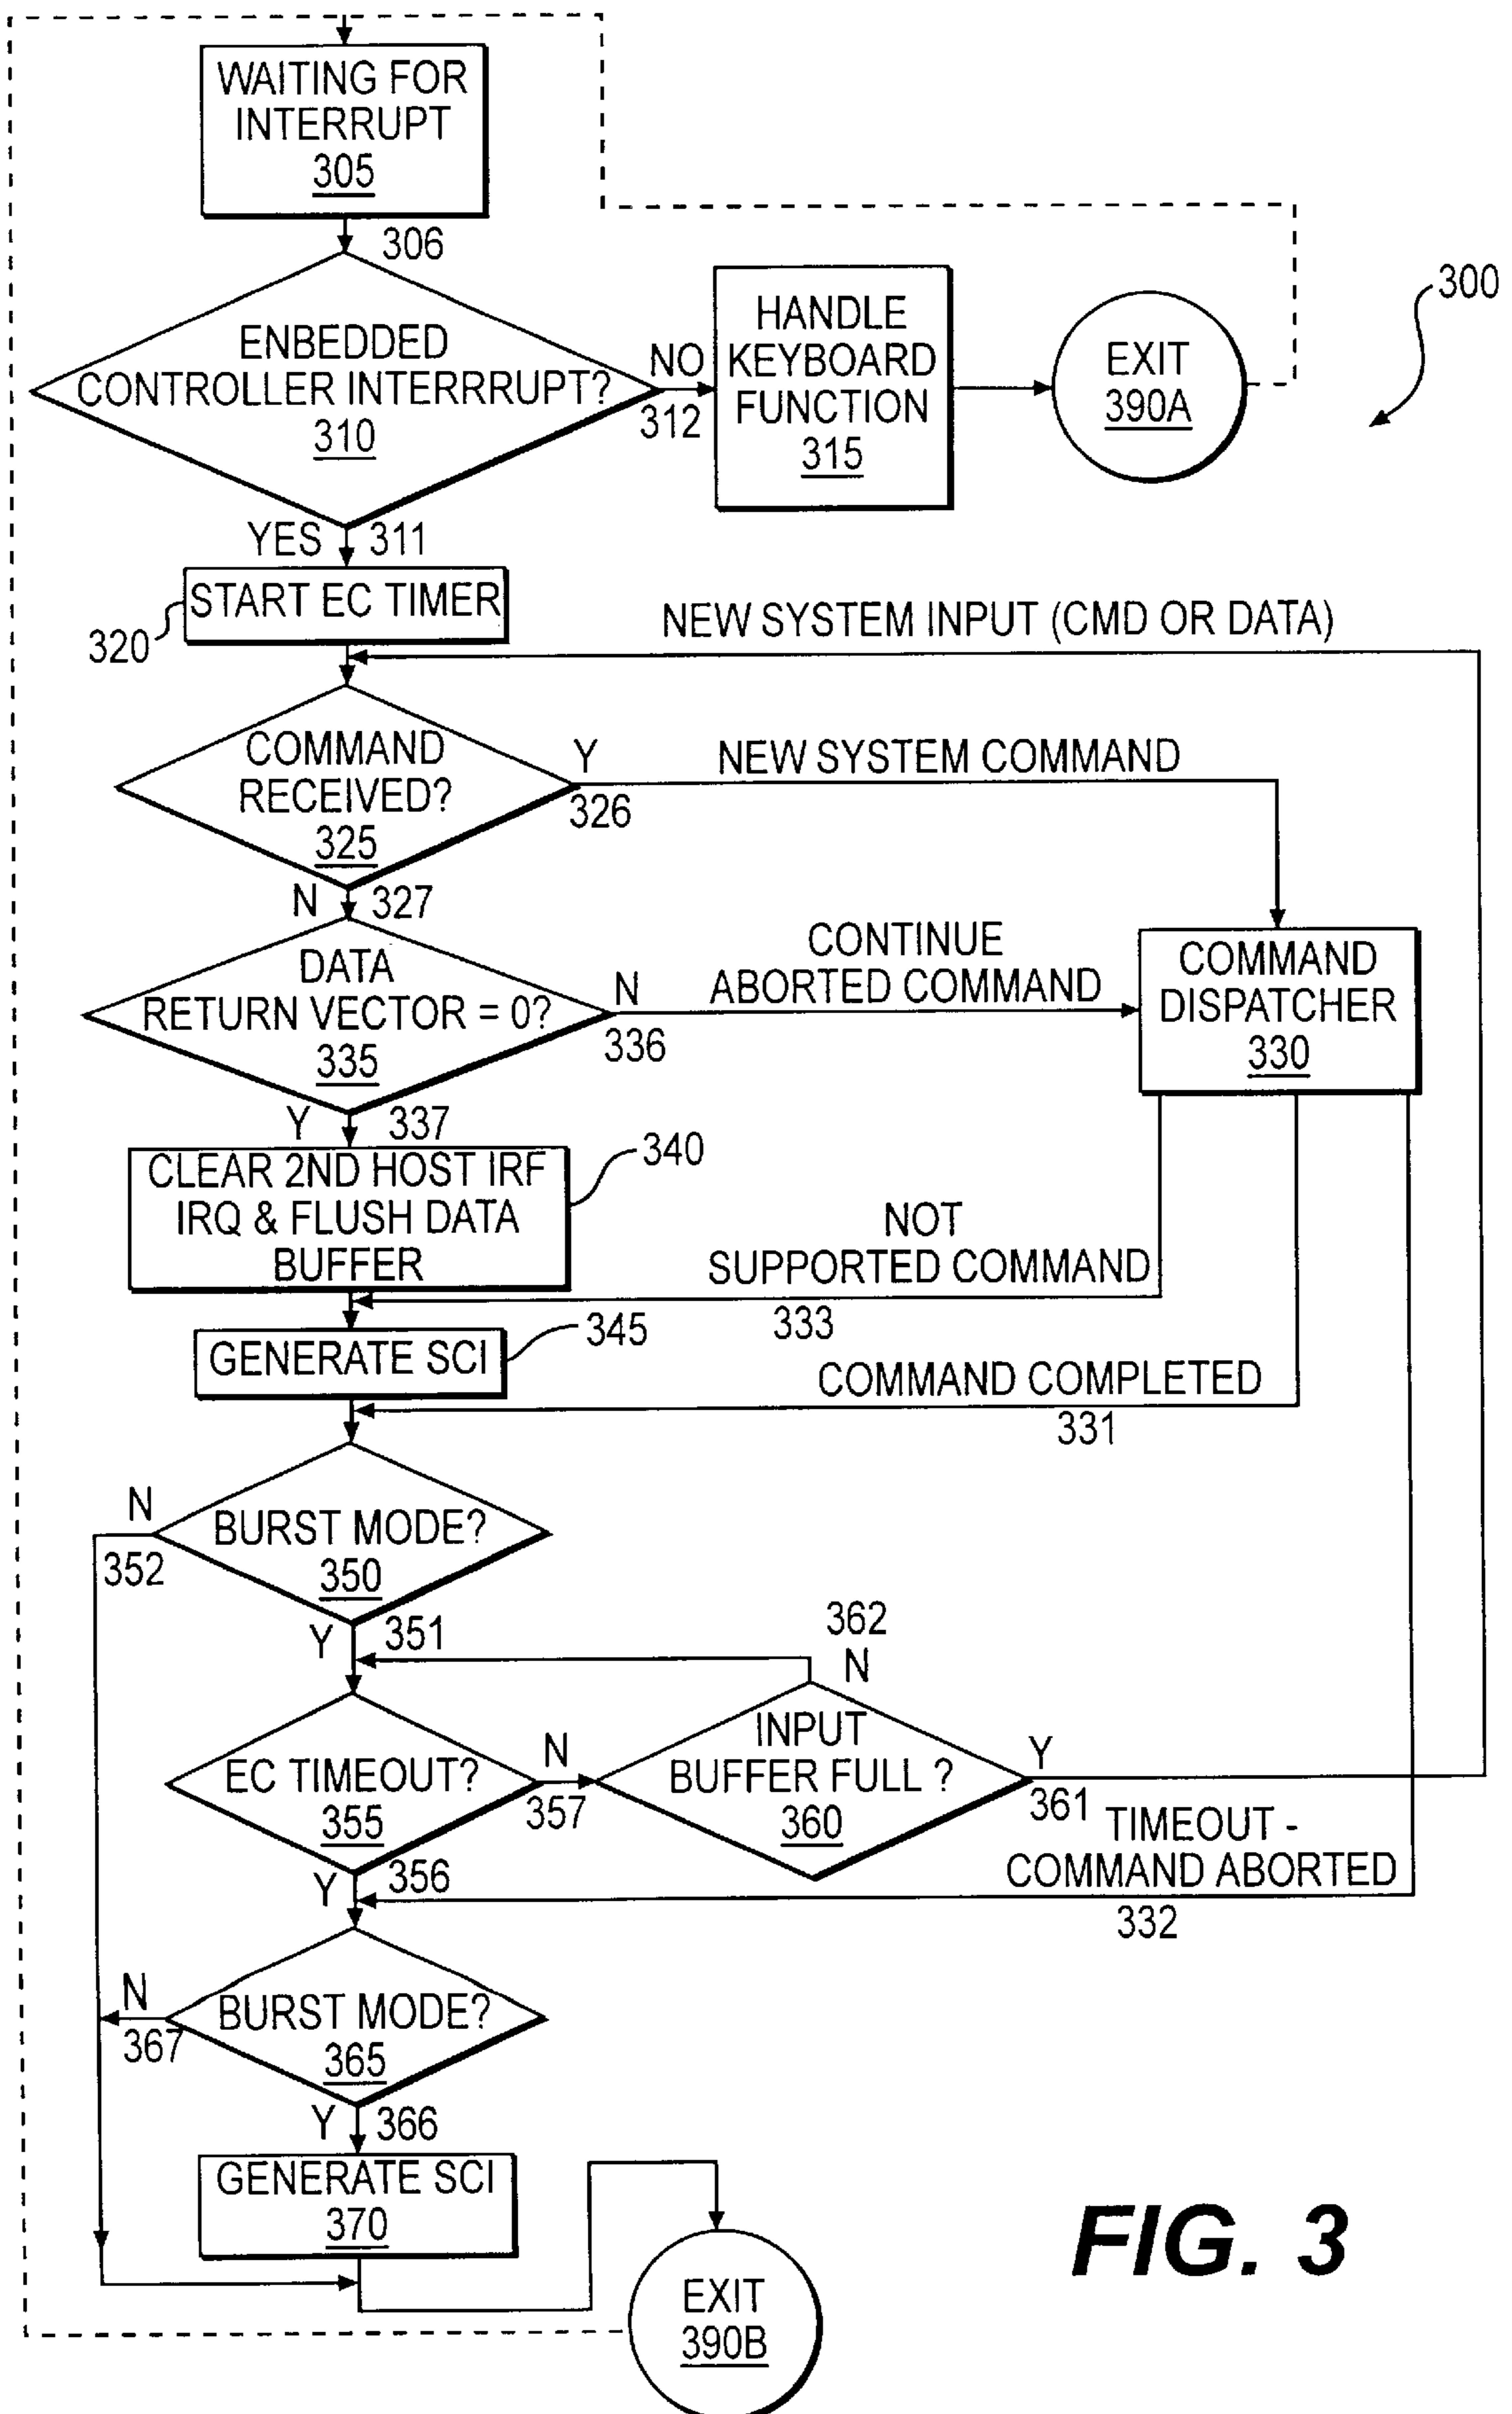 WAITING FOR
INTERRUPT
305
306
300
ENBEDDED
CONTROLLER INTERRRUPT?
310
NO
312
HANDLE
KEYBOARD
FUNCTION
315
EXIT
390A
YES
311
START EC TIMER
320
NEW SYSTEM INPUT (CMD OR DATA)
COMMAND
RECEIVED?
325
Y
326
NEW SYSTEM COMMAND
N
327
DATA
RETURN VECTOR = 0?
335
N
336
CONTINUE
ABORTED COMMAND
COMMAND
DISPATCHER
330
Y
337
CLEAR 2ND HOST IRF
IRQ & FLUSH DATA
BUFFER
340
NOT
SUPPORTED COMMAND
333
GENERATE SCI
345
COMMAND COMPLETED
331
BURST MODE?
350
N
352
Y
351
362
N
EC TIMEOUT?
355
N
357
INPUT
BUFFER FULL ?
360
Y
361
TIMEOUT -
COMMAND ABORTED
332
Y
356
BURST MODE?
365
N
367
Y
366
GENERATE SCI
370
EXIT
390B
FIG. 3